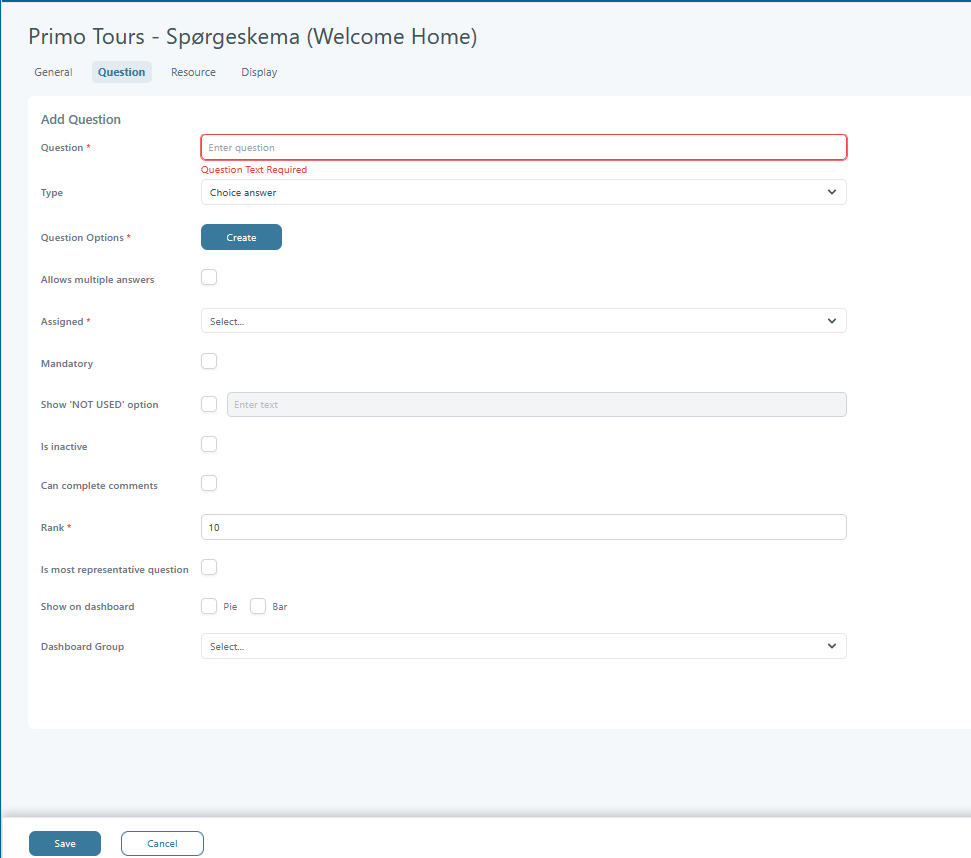 Primo Tours - Spørgeskema (Welcome Home)
General Question Resource Display
Add Question
Question * Enter question
Question Text Required
Type Choice answer
Question Options * Create
Allows multiple answers
Assigned * Select...
Mandatory
Show 'NOT USED' option Enter text
Is inactive
Can complete comments
Rank * 10
Is most representative question
Show on dashboard Pie Bar
Dashboard Group Select...
Save Cancel